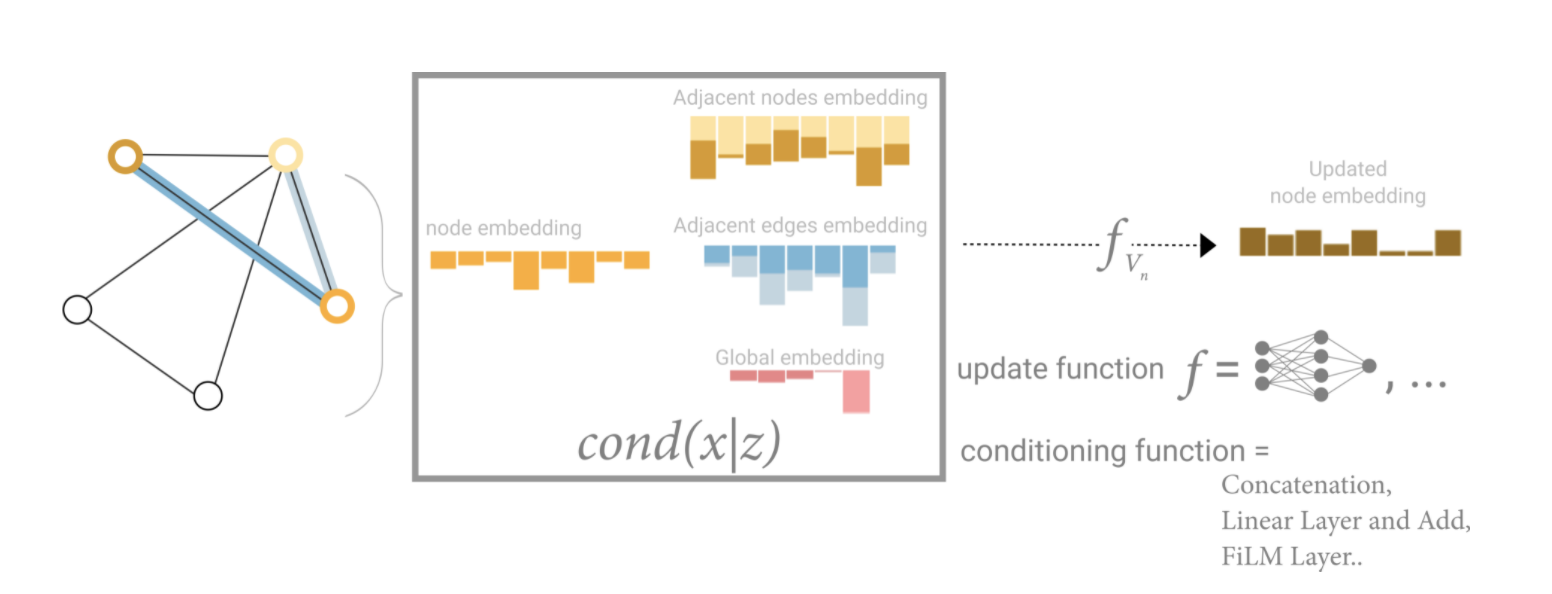 Adjacent nodes embedding
node embedding
Adjacent edges embedding
Global embedding
cond(x|z)
f Vn
Updated
node embedding
update function f = , ...
conditioning function =
Concatenation,
Linear Layer and Add,
FiLM Layer..